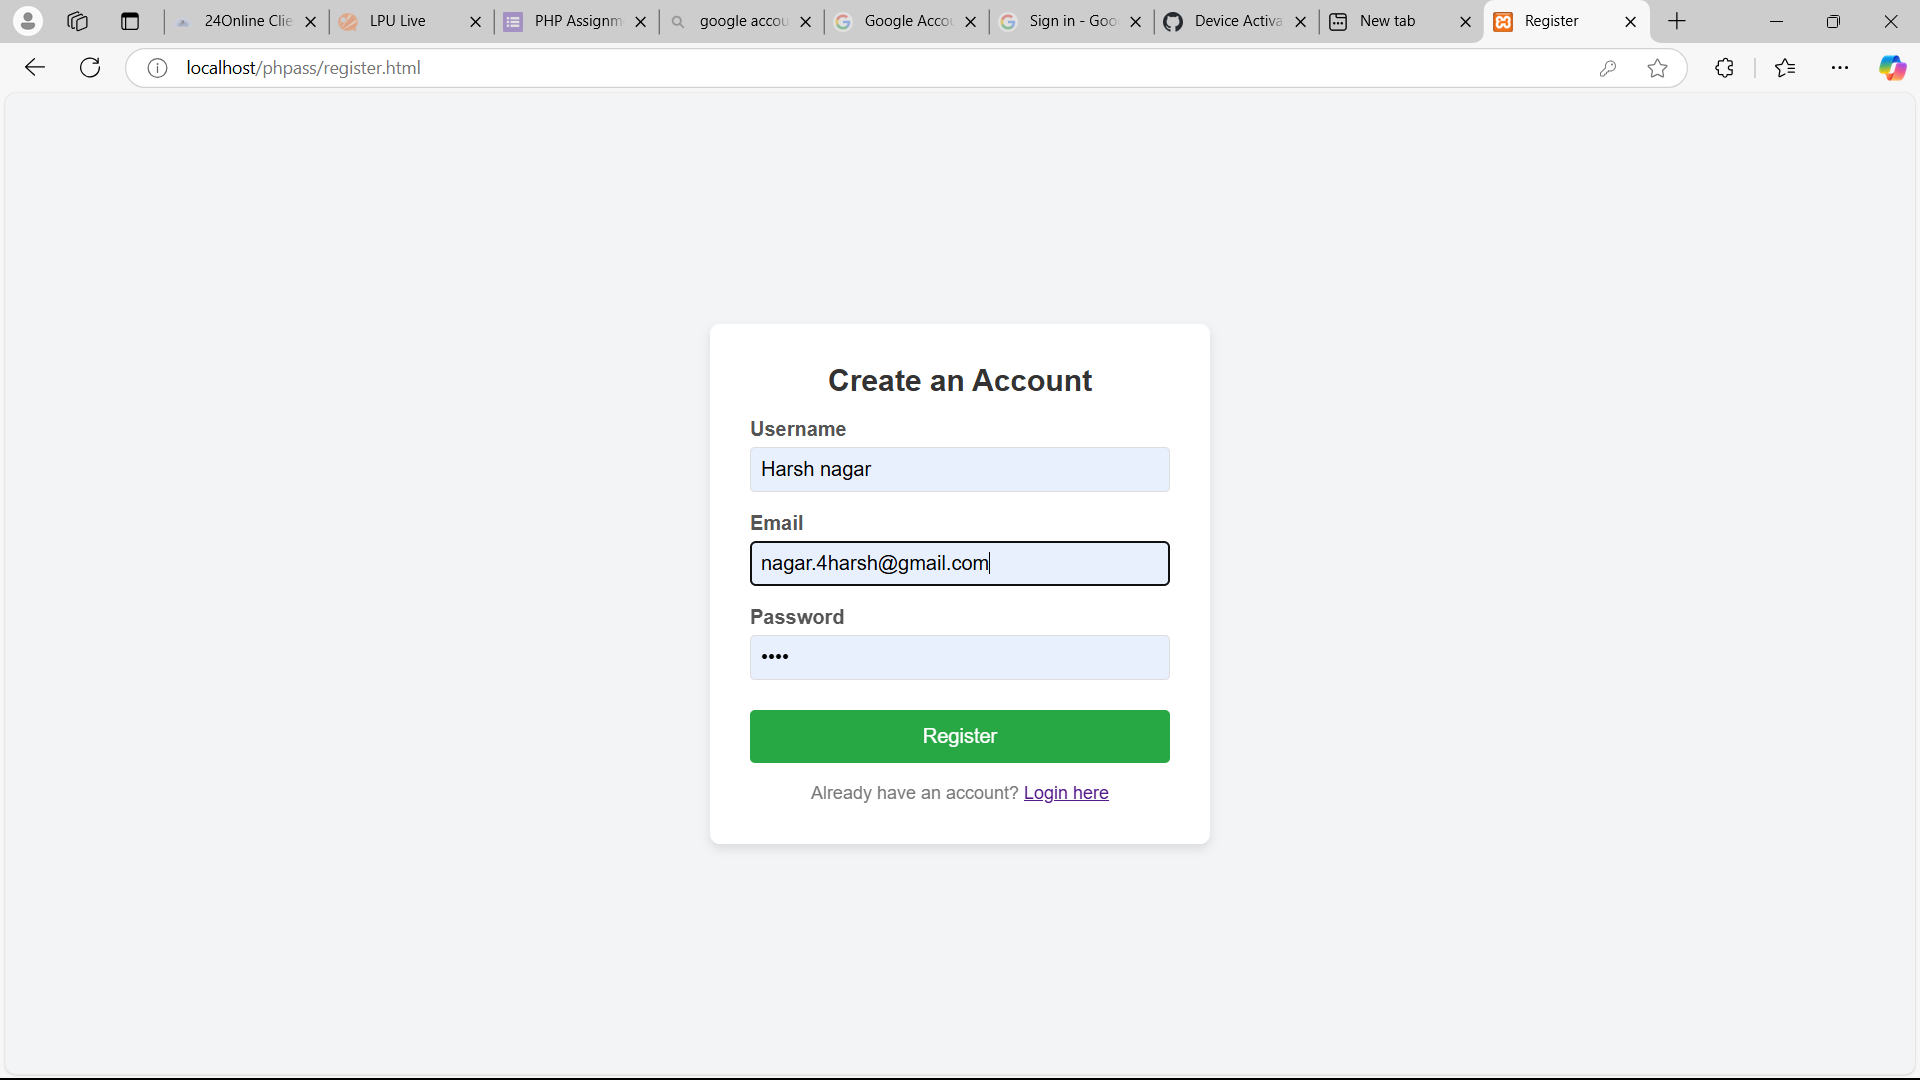 24Online Clie
LPU Live
PHP Assignm
google accou
Google Accou
Sign in - Goo
Device Activa
New tab
Register
localhost/phpass/register.html
Create an Account
Username
Harsh nagar
Email
nagar.4harsh@gmail.com
Password
••••
Register
Already have an account? Login here